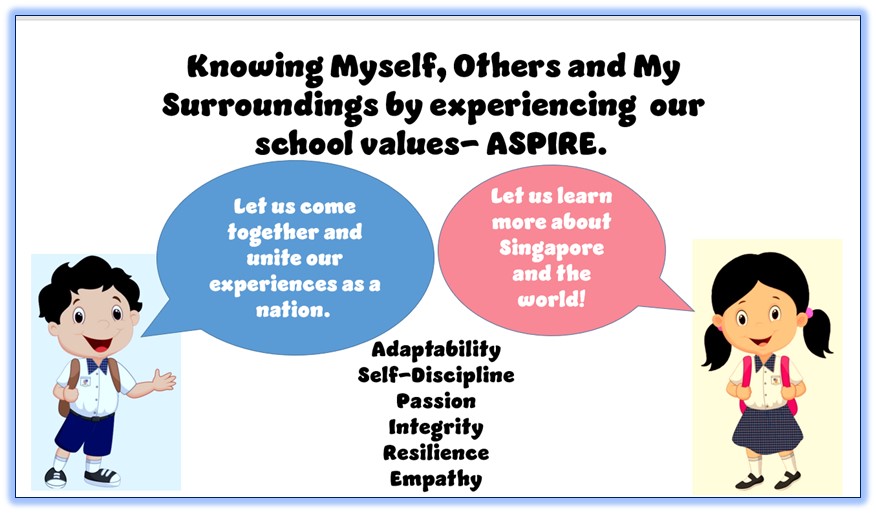 Knowing Myself, Others and My
Surroundings by experiencing our
school values- ASPIRE.
Let us come
together and
unite our
experiences as a
nation.
Let us learn
more about
Singapore
and the
world!
Adaptability
Self-Discipline
Passion
Integrity
Resilience
Empathy